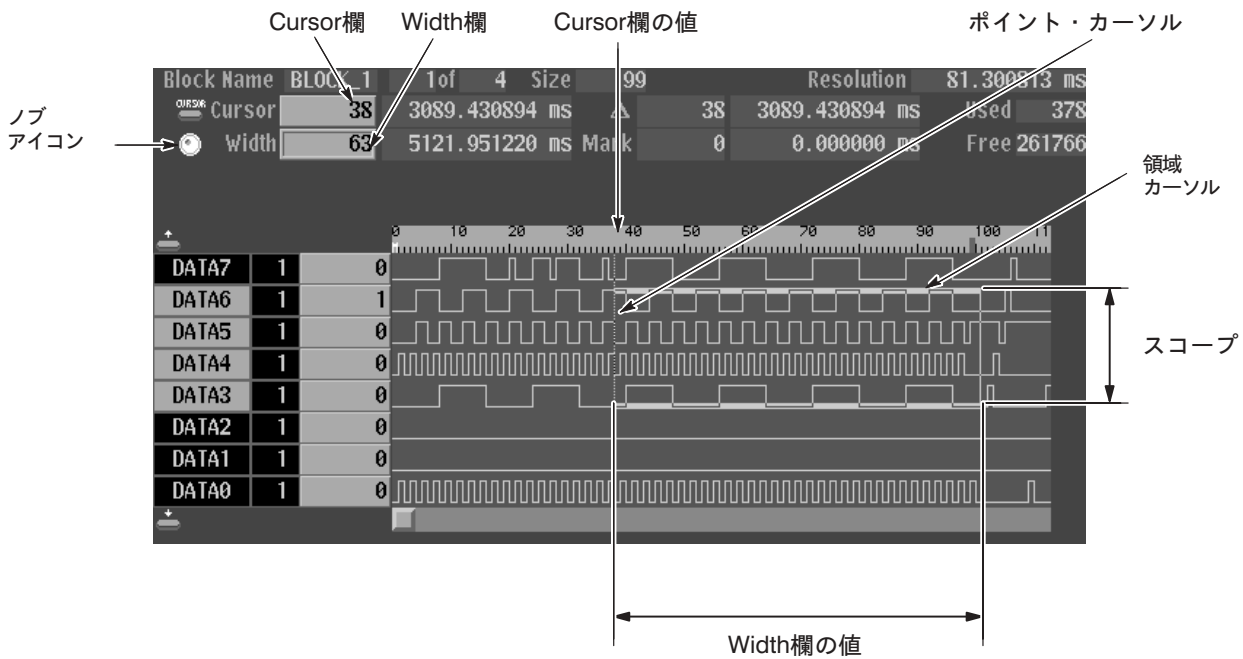 Cursor欄 Width欄 Cursor欄の値 ポイント・カーソル
Block Name BLOCK_1 1of 4 Size 199 Resolution 81.300813 ms
CURSOR Cursor 38 3089.430894 ms Δ 38 3089.430894 ms Used 378
ノブ
アイコン
Width 63 5121.951220 ms Mark 0 0.000000 ms Free 261766
領域
カーソル
0 10 20 30 40 50 60 70 80 90 100 11
DATA7 1 0
DATA6 1 1
DATA5 1 0
DATA4 1 0
DATA3 1 0
DATA2 1 0
DATA1 1 0
DATA0 1 0
スコープ
Width欄の値